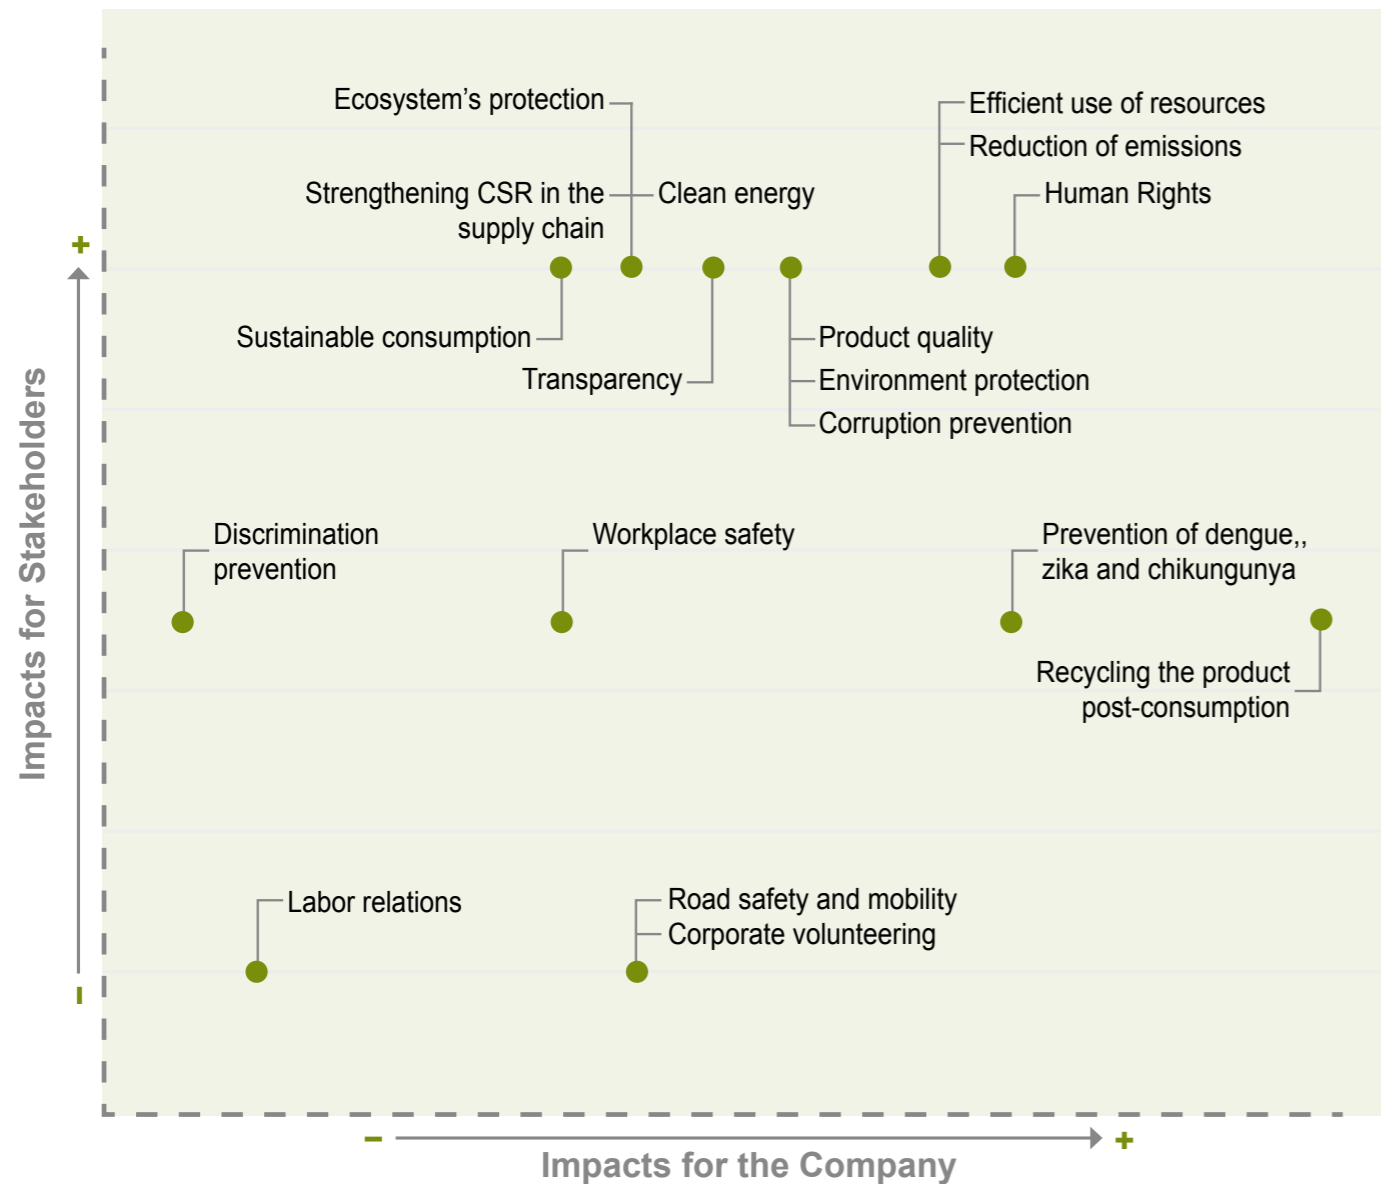 Ecosystem’s protection
Efficient use of resources
Reduction of emissions
Strengthening CSR in the
supply chain
Clean energy
Human Rights
+
Sustainable consumption
Transparency
Product quality
Environment protection
Corruption prevention
Impacts for Stakeholders
Discrimination
prevention
Workplace safety
Prevention of dengue,,
zika and chikungunya
Recycling the product
post-consumption
Labor relations
Road safety and mobility
Corporate volunteering
-
- +
Impacts for the Company